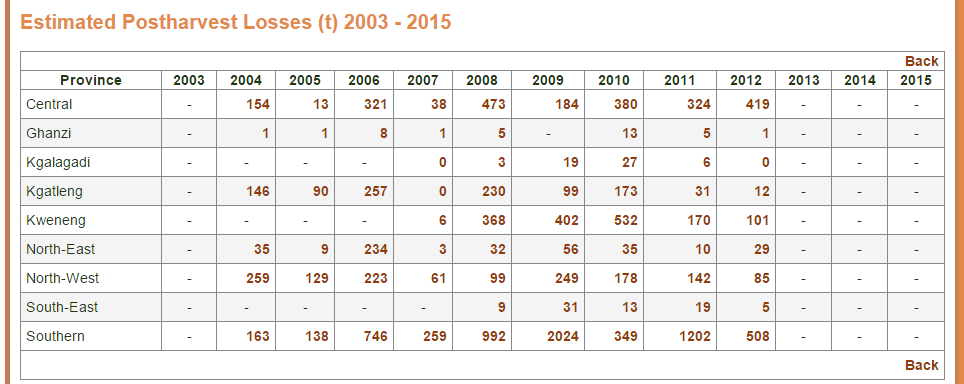 Estimated Postharvest Losses (t) 2003 - 2015
Back
Province 2003 2004 2005 2006 2007 2008 2009 2010 2011 2012 2013 2014 2015
Central - 154 13 321 38 473 184 380 324 419 - - -
Ghanzi - 1 1 8 1 5 - 13 5 1 - - -
Kgalagadi - - - - 0 3 19 27 6 0 - - -
Kgatleng - 146 90 257 0 230 99 173 31 12 - - -
Kweneng - - - - 6 368 402 532 170 101 - - -
North-East - 35 9 234 3 32 56 35 10 29 - - -
North-West - 259 129 223 61 99 249 178 142 85 - - -
South-East - - - - - 9 31 13 19 5 - - -
Southern - 163 138 746 259 992 2024 349 1202 508 - - -
Back